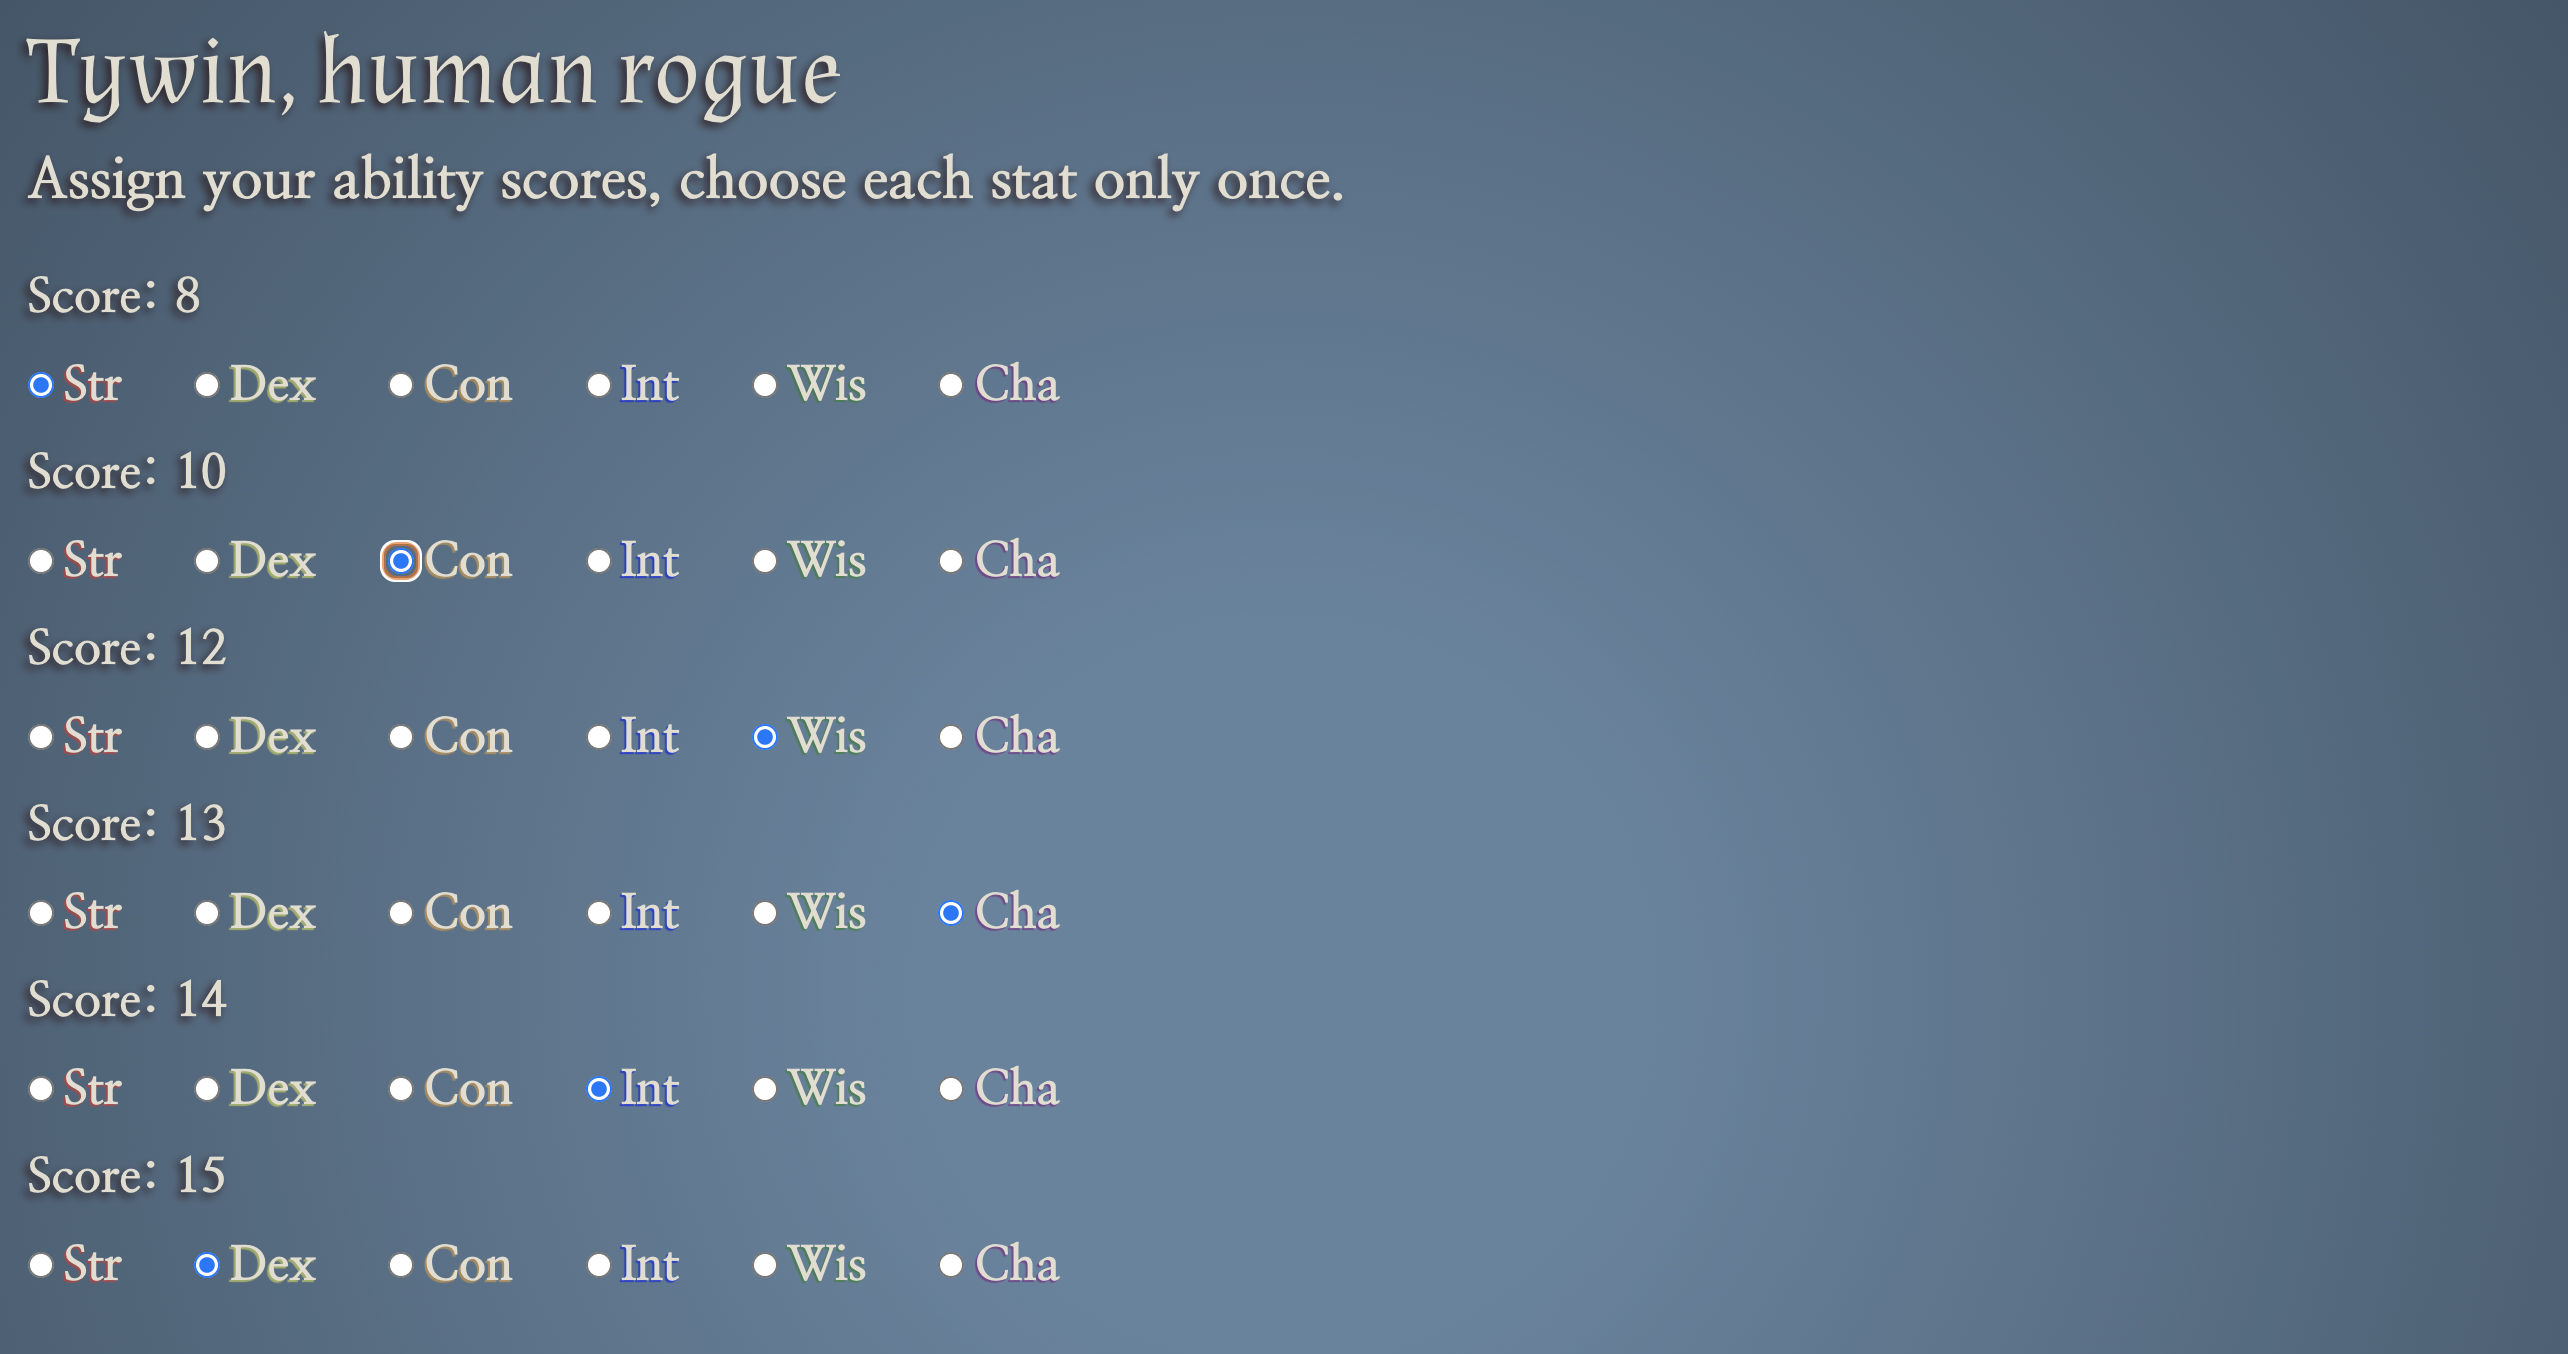 Tywin, human rogue
Assign your ability scores, choose each stat only once.
Score: 8
Str Dex Con Int Wis Cha
Score: 10
Str Dex Con Int Wis Cha
Score: 12
Str Dex Con Int Wis Cha
Score: 13
Str Dex Con Int Wis Cha
Score: 14
Str Dex Con Int Wis Cha
Score: 15
Str Dex Con Int Wis Cha